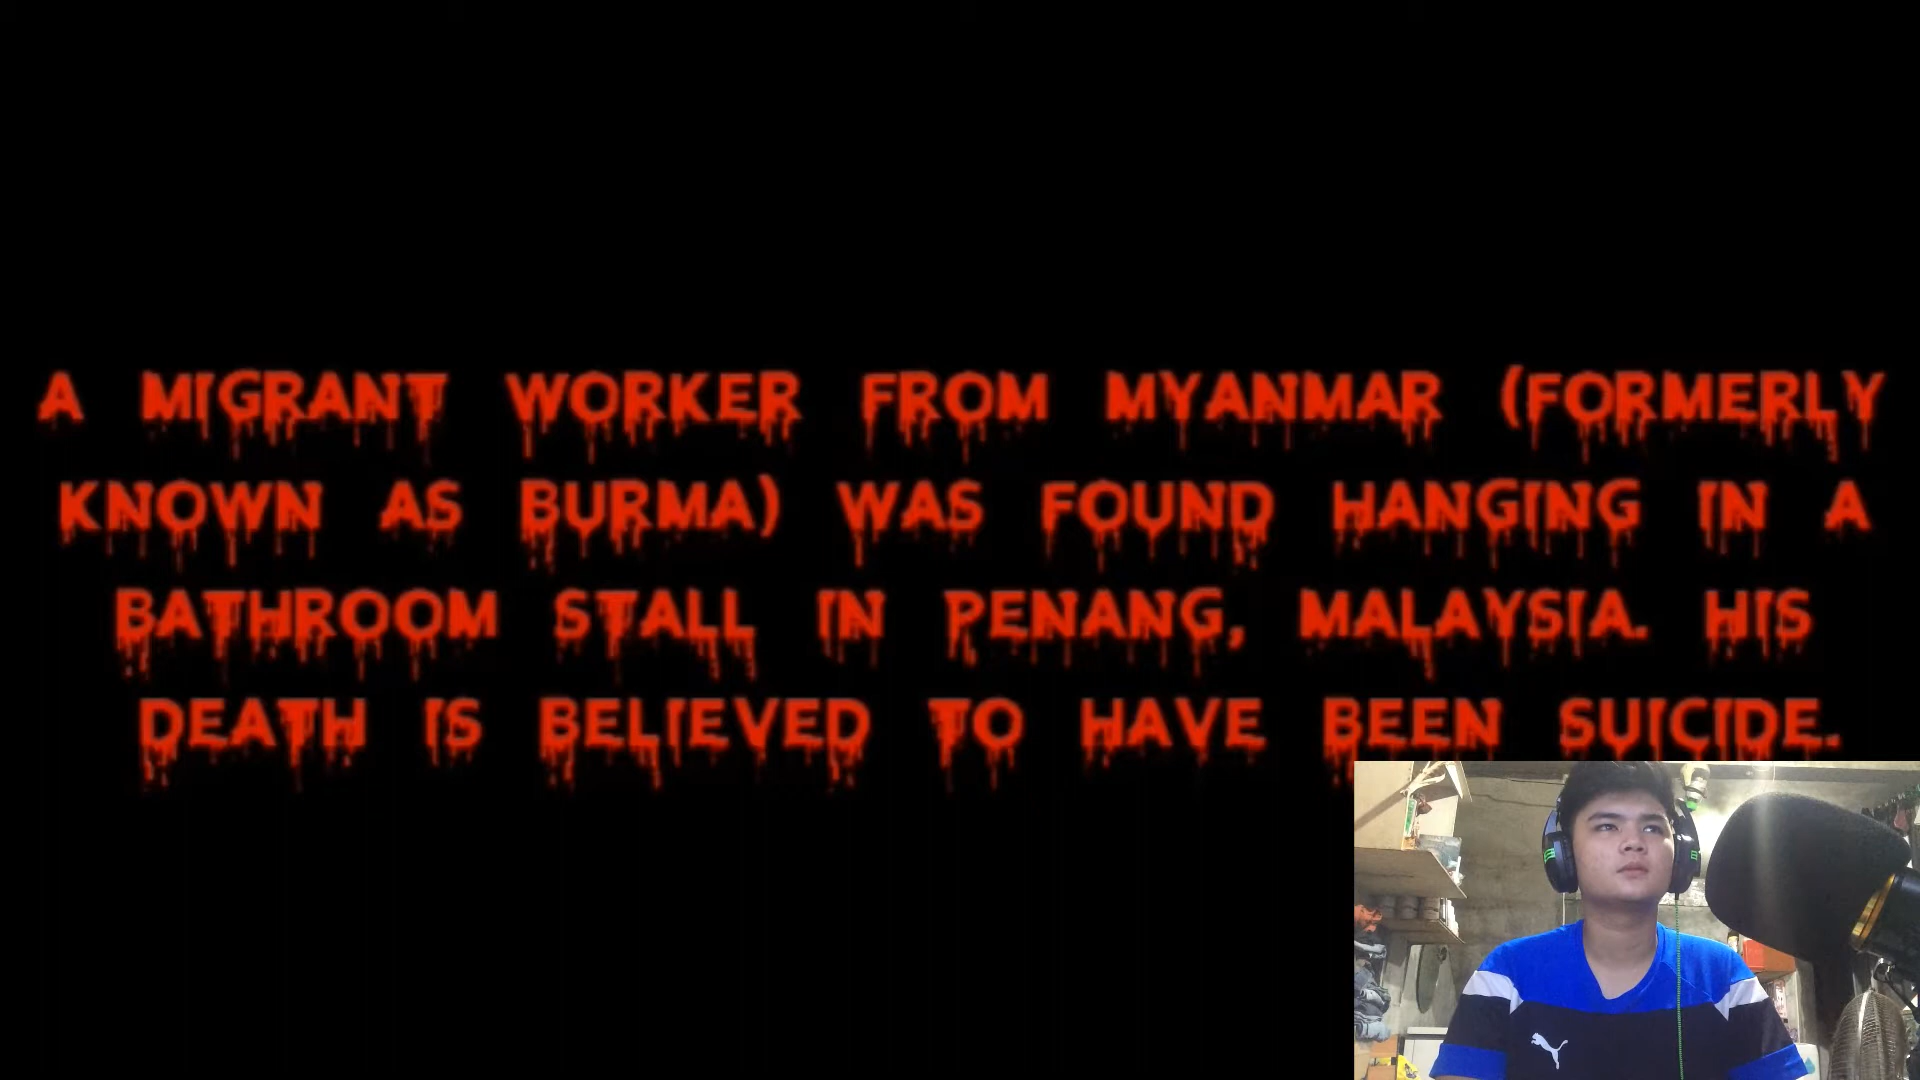 A MIGRANT WORKER FROM MYANMAR (FORMERLY
KNOWN AS BURMA) WAS FOUND HANGING IN A
BATHROOM STALL IN PENANG, MALAYSIA. HIS
DEATH IS BELIEVED TO HAVE BEEN SUICIDE.